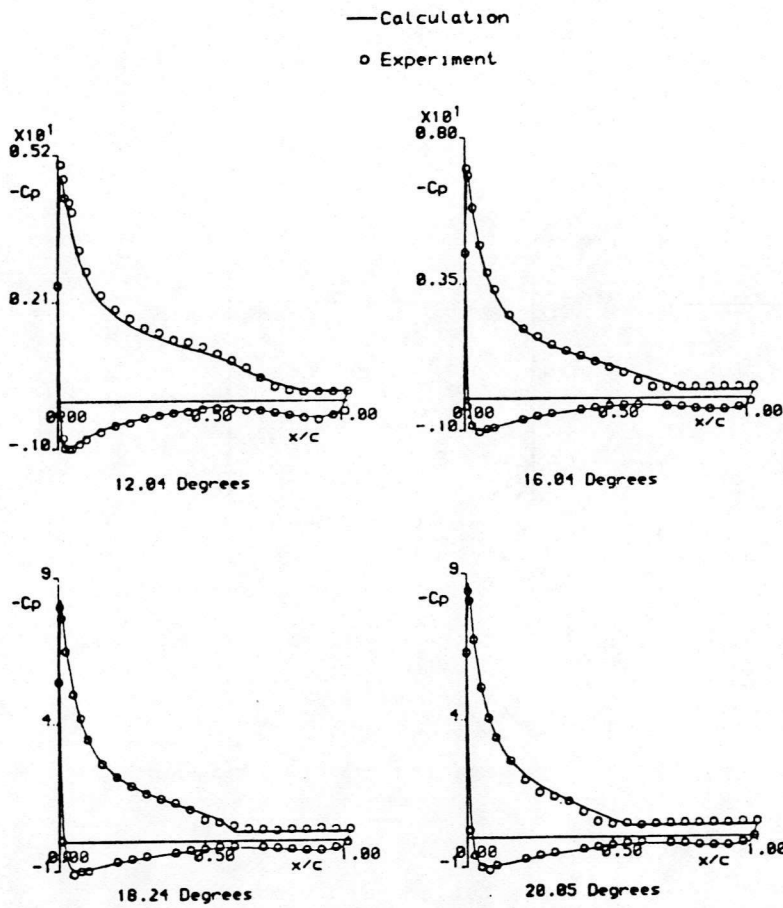 Calculation
o Experiment
X10¹
0.52
-Cp
0.21
-.10
0.00
0.50
1.00
x/c
12.04 Degrees
X10¹
0.80
-Cp
0.35
-.10
0.00
0.50
1.00
x/c
16.04 Degrees
9
-Cp
4
-1
0.00
0.50
1.00
x/c
18.24 Degrees
9
-Cp
4
-1
0.00
0.50
1.00
x/c
20.05 Degrees